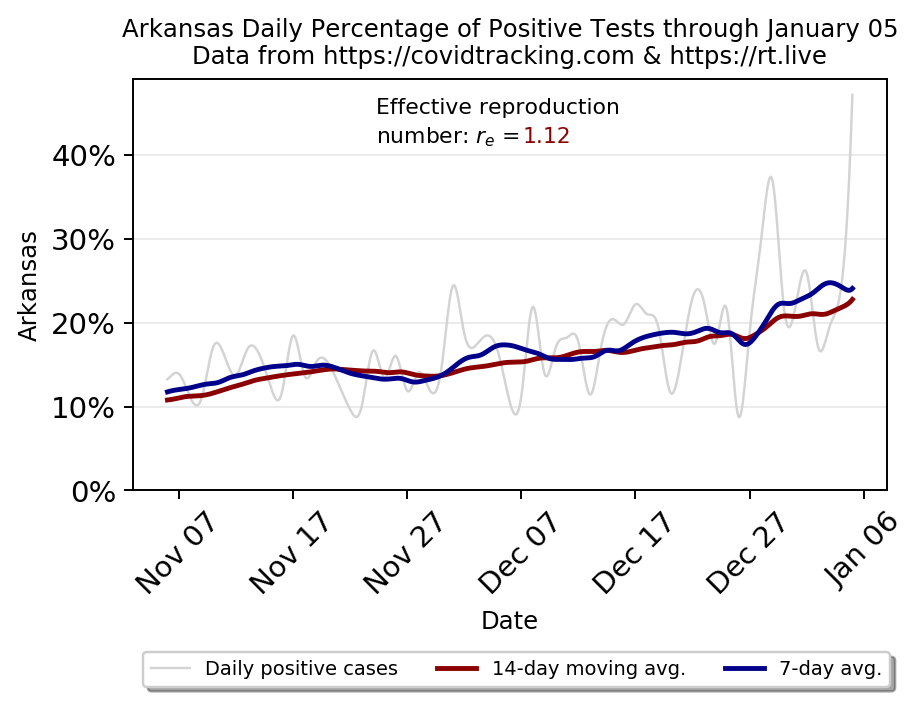 Arkansas Daily Percentage of Positive Tests through January 05
Data from https://covidtracking.com & https://rt.live
Effective reproduction
number: rₑ =1.12
40%
30%
20%
10%
0%
Arkansas
Nov 07
Nov 17
Nov 27
Dec 07
Dec 17
Dec 27
Jan 06
Date
Daily positive cases
14-day moving avg.
7-day avg.